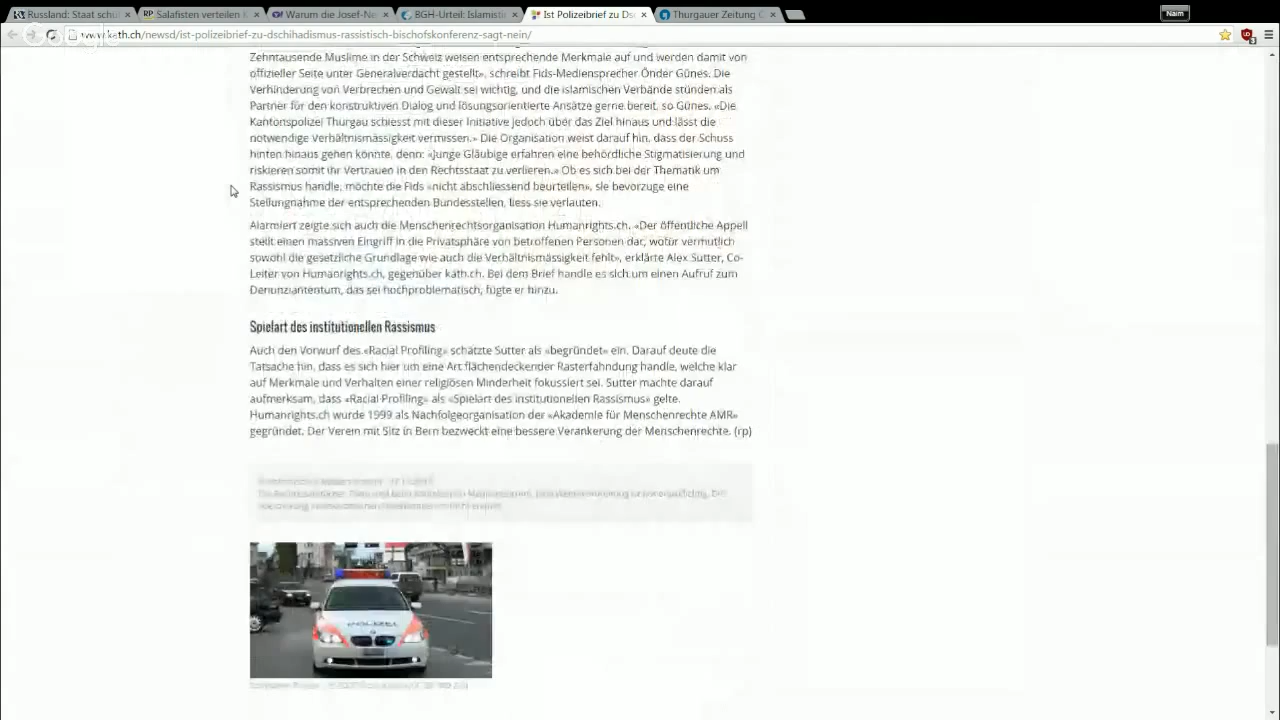 Russland: Staat schü
Salafisten verteilen K
Warum die Josef-Ne
BGH-Urteil: Islamistis
Ist Polizeibrief zu Dsc
Thurgauer Zeitung O
Naim
Google
www.kath.ch/newsd/ist-polizeibrief-zu-dschihadismus-rassistisch-bischofskonferenz-sagt-nein/
Zehntausende Muslime in der Schweiz weisen entsprechende Merkmale auf und werden damit von
offizieller Seite unter Generalverdacht gestellt», schreibt Fids-Mediensprecher Önder Günes. Die
Verhinderung von Verbrechen und Gewalt sei wichtig, und die islamischen Verbände stünden als
Partner für den konstruktiven Dialog und lösungsorientierte Ansätze gerne bereit, so Günes. «Die
Kantonspolizei Thurgau schiesst mit dieser Initiative jedoch über das Ziel hinaus und lässt die
notwendige Verhältnismässigkeit vermissen.» Die Organisation weist darauf hin, dass der Schuss
hinten hinaus gehen könnte, denn: «Junge Gläubige erfahren eine behördliche Stigmatisierung und
riskieren somit ihr Vertrauen in den Rechtsstaat zu verlieren.» Ob es sich bei der Thematik um
Rassismus handle, möchte die Fids «nicht abschliessend beurteilen», sie bevorzuge eine
Stellungnahme der entsprechenden Bundesstellen, liess sie verlauten.
Alarmiert zeigte sich auch die Menschenrechtsorganisation Humanrights.ch. «Der öffentliche Appell
stellt einen massiven Eingriff in die Privatsphäre von betroffenen Personen dar, wofür vermutlich
sowohl die gesetzliche Grundlage wie auch die Verhältnismässigkeit fehlt», erklärte Alex Sutter, Co-
Leiter von Humanrights.ch, gegenüber kath.ch. Bei dem Brief handle es sich um einen Aufruf zum
Denunziantentum, das sei hochproblematisch, fügte er hinzu.
Spielart des institutionellen Rassismus
Auch den Vorwurf des «Racial Profiling» schätzte Sutter als «begründet» ein. Darauf deute die
Tatsache hin, dass es sich hier um eine Art flächendeckender Rasterfahndung handle, welche klar
auf Merkmale und Verhalten einer religiösen Minderheit fokussiert sei. Sutter machte darauf
aufmerksam, dass «Racial Profiling» als «Spielart des institutionellen Rassismus» gelte.
Humanrights.ch wurde 1999 als Nachfolgeorganisation der «Akademie für Menschenrechte AMR»
gegründet. Der Verein mit Sitz in Bern bezweckt eine bessere Verankerung der Menschenrechte. (rp)
POLIZEI